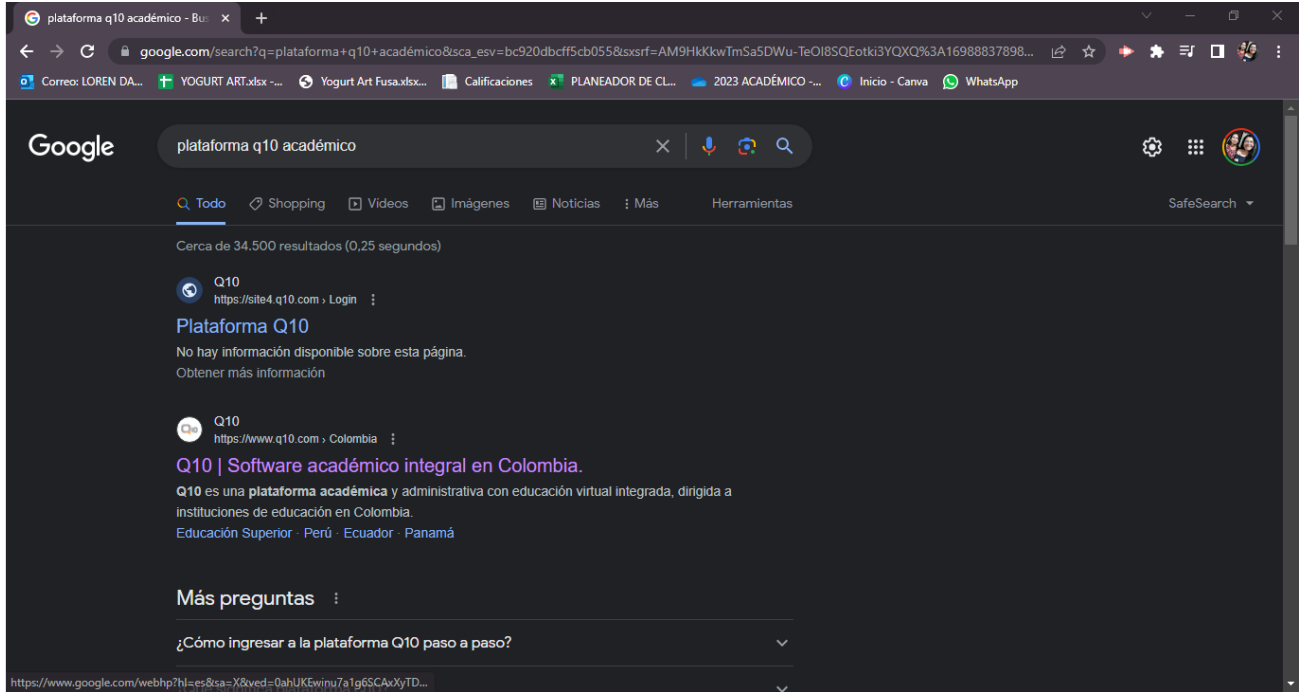 plataforma q10 académico - Bus
google.com/search?q=plataforma+q10+académico&sca_esv=bc920dbcff5cb055&sxsrf=AM9HkKkwTmSa5DWu-TeOI8SQEotki3YQXQ%3A16988837898...
Correo: LOREN DA...
YOGURT ART.xlsx -...
Yogurt Art Fusa.xlsx...
Calificaciones
PLANEADOR DE CL...
2023 ACADÉMICO -...
Inicio - Canva
WhatsApp
Google
plataforma q10 académico
Todo
Shopping
Videos
Imágenes
Noticias
Más
Herramientas
SafeSearch
Cerca de 34.500 resultados (0,25 segundos)
Q10
https://site4.q10.com › Login
Plataforma Q10
No hay información disponible sobre esta página.
Obtener más información
Q10
https://www.q10.com › Colombia
Q10 | Software académico integral en Colombia.
Q10 es una plataforma académica y administrativa con educación virtual integrada, dirigida a
instituciones de educación en Colombia.
Educación Superior · Perú · Ecuador · Panamá
Más preguntas
¿Cómo ingresar a la plataforma Q10 paso a paso?
https://www.google.com/webhp?hl=es&sa=X&ved=0ahUKEwinu7a1g6SCAxXyTD...